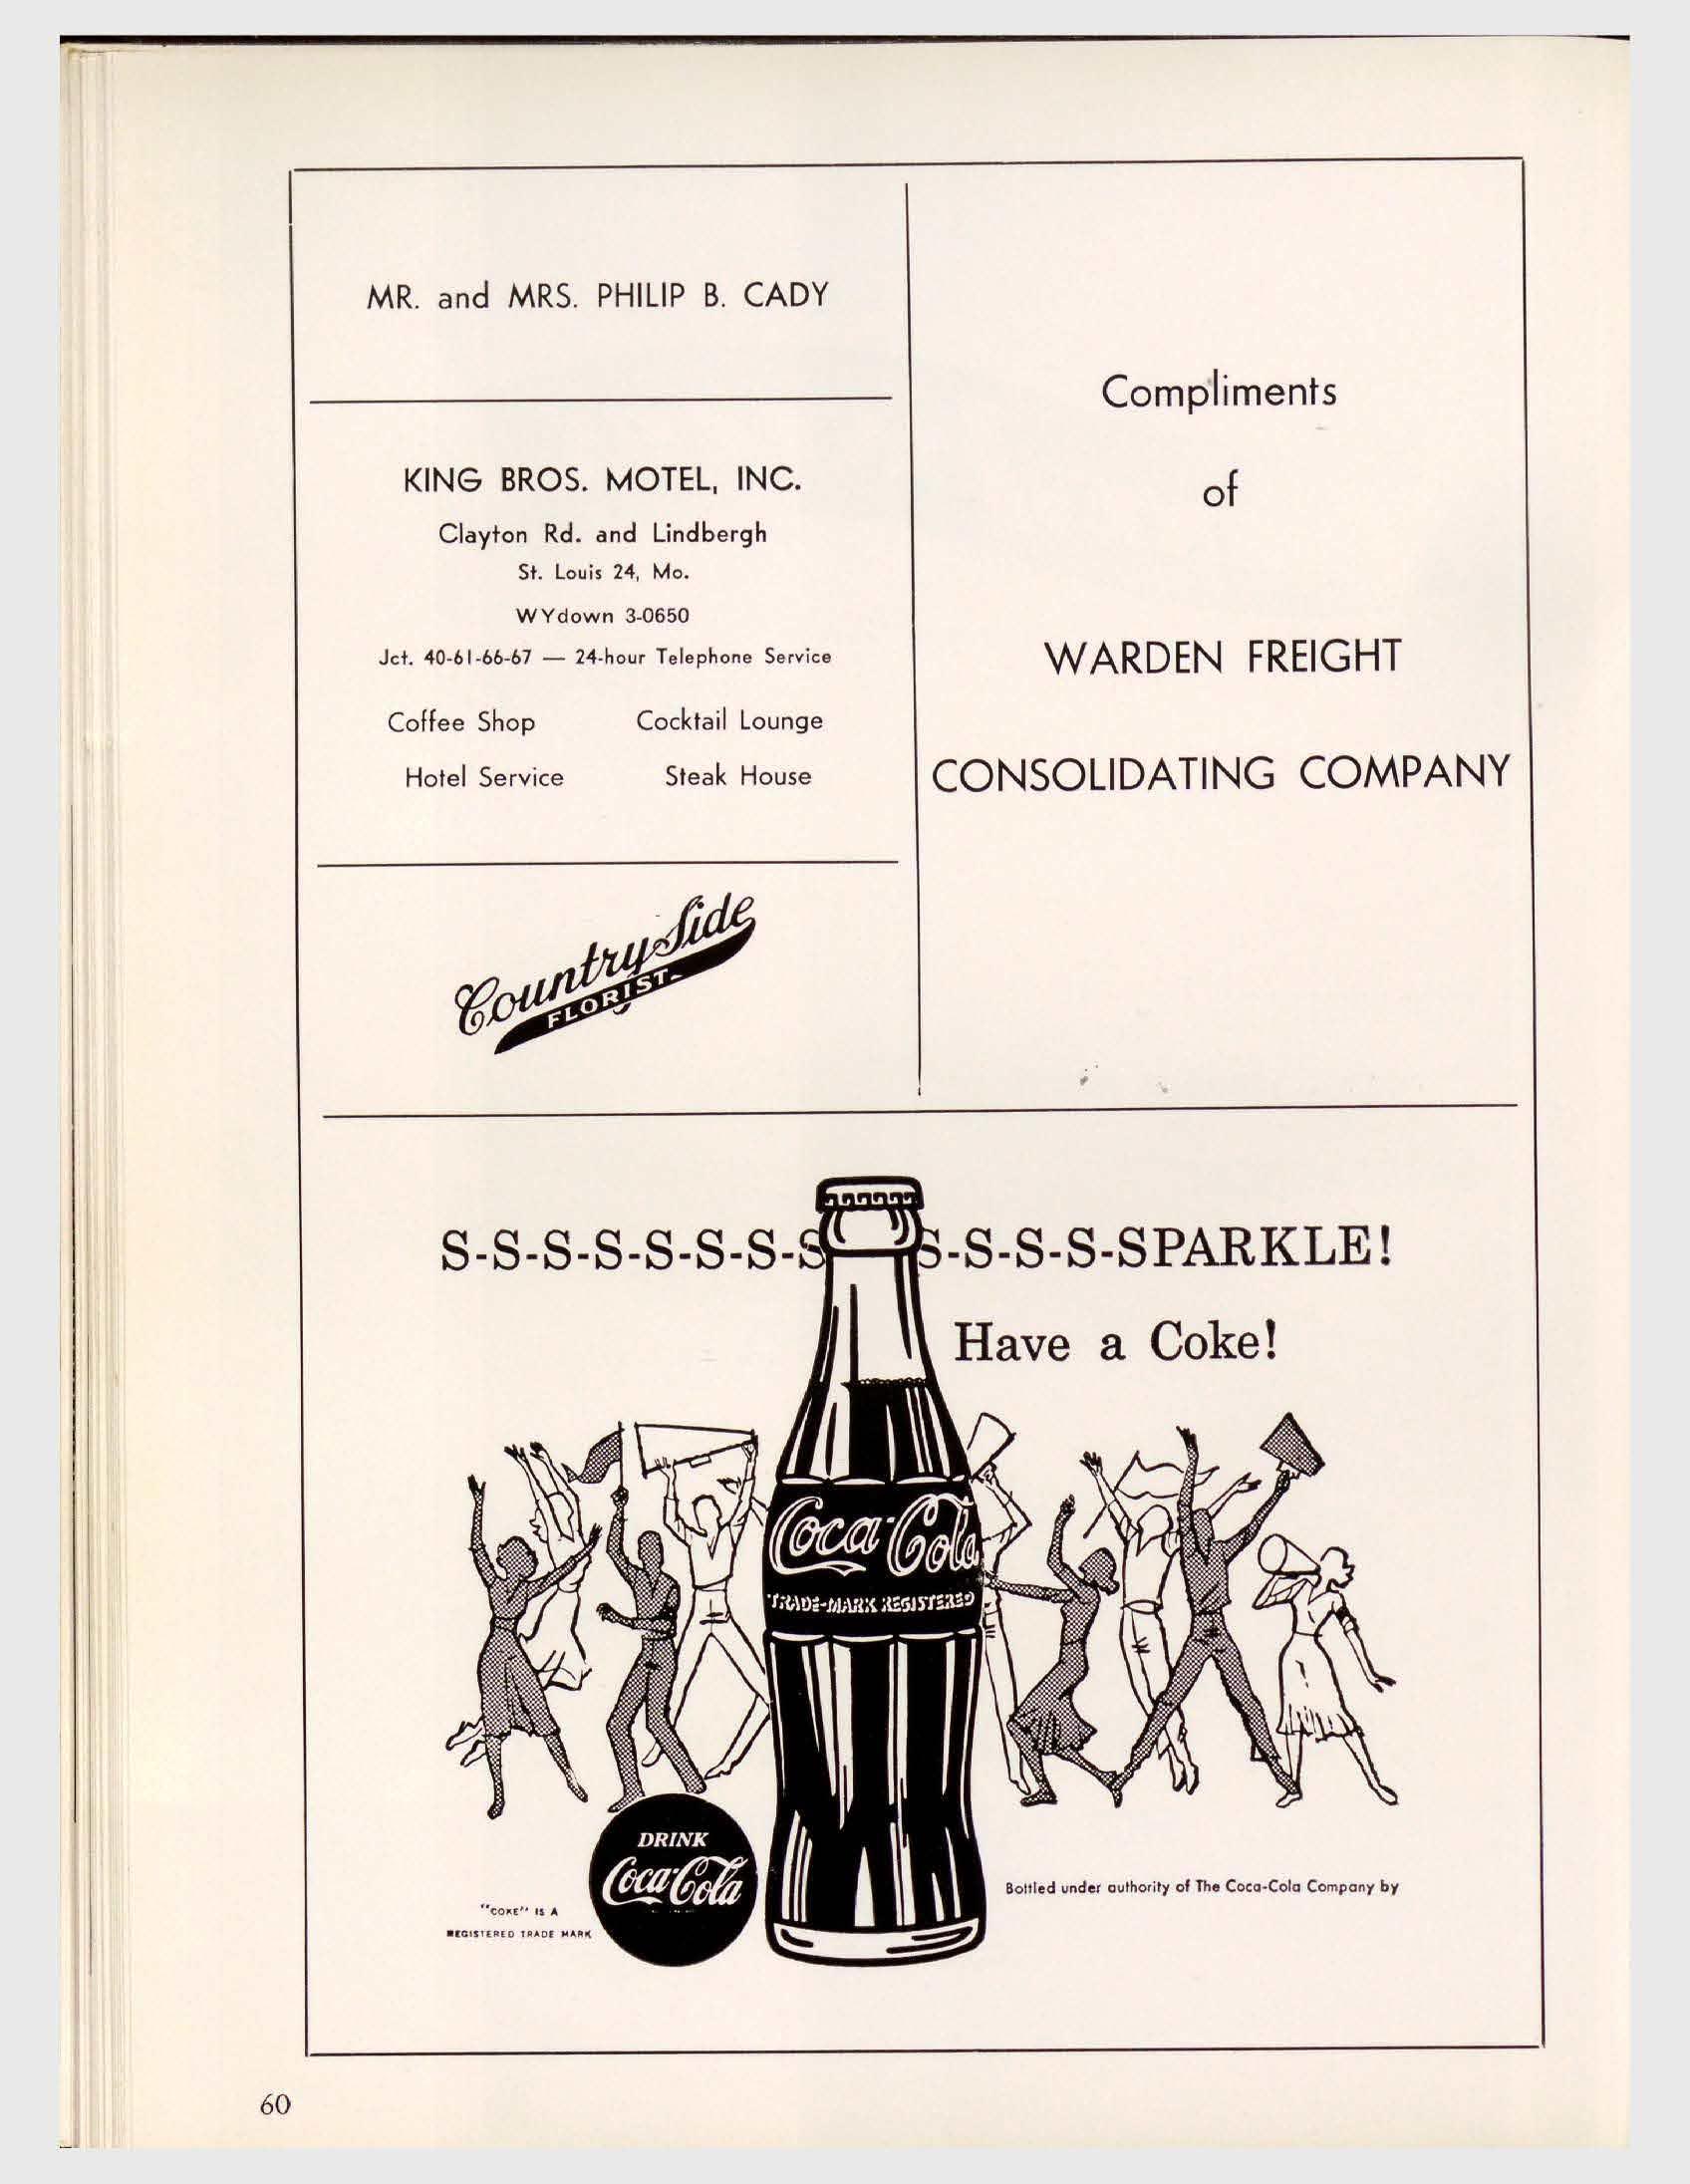 MR. and MRS. PHILIP B. CADY
KING BROS. MOTEL, INC.
Clayton Rd. and Lindbergh
St. Louis 24, Mo.
WYdown 3-0650
Jct. 40-61-66-67 — 24-hour Telephone Service
Coffee Shop Cocktail Lounge
Hotel Service Steak House
Country Side
FLORIST
Compliments
of
WARDEN FREIGHT
CONSOLIDATING COMPANY
S-S-S-S-S-S-S-S S-S-S-S-SPARKLE!
Have a Coke!
Coca-Cola
TRADE-MARK REGISTERED
DRINK
Coca-Cola
"COKE" IS A
REGISTERED TRADE MARK
Bottled under authority of The Coca-Cola Company by
60